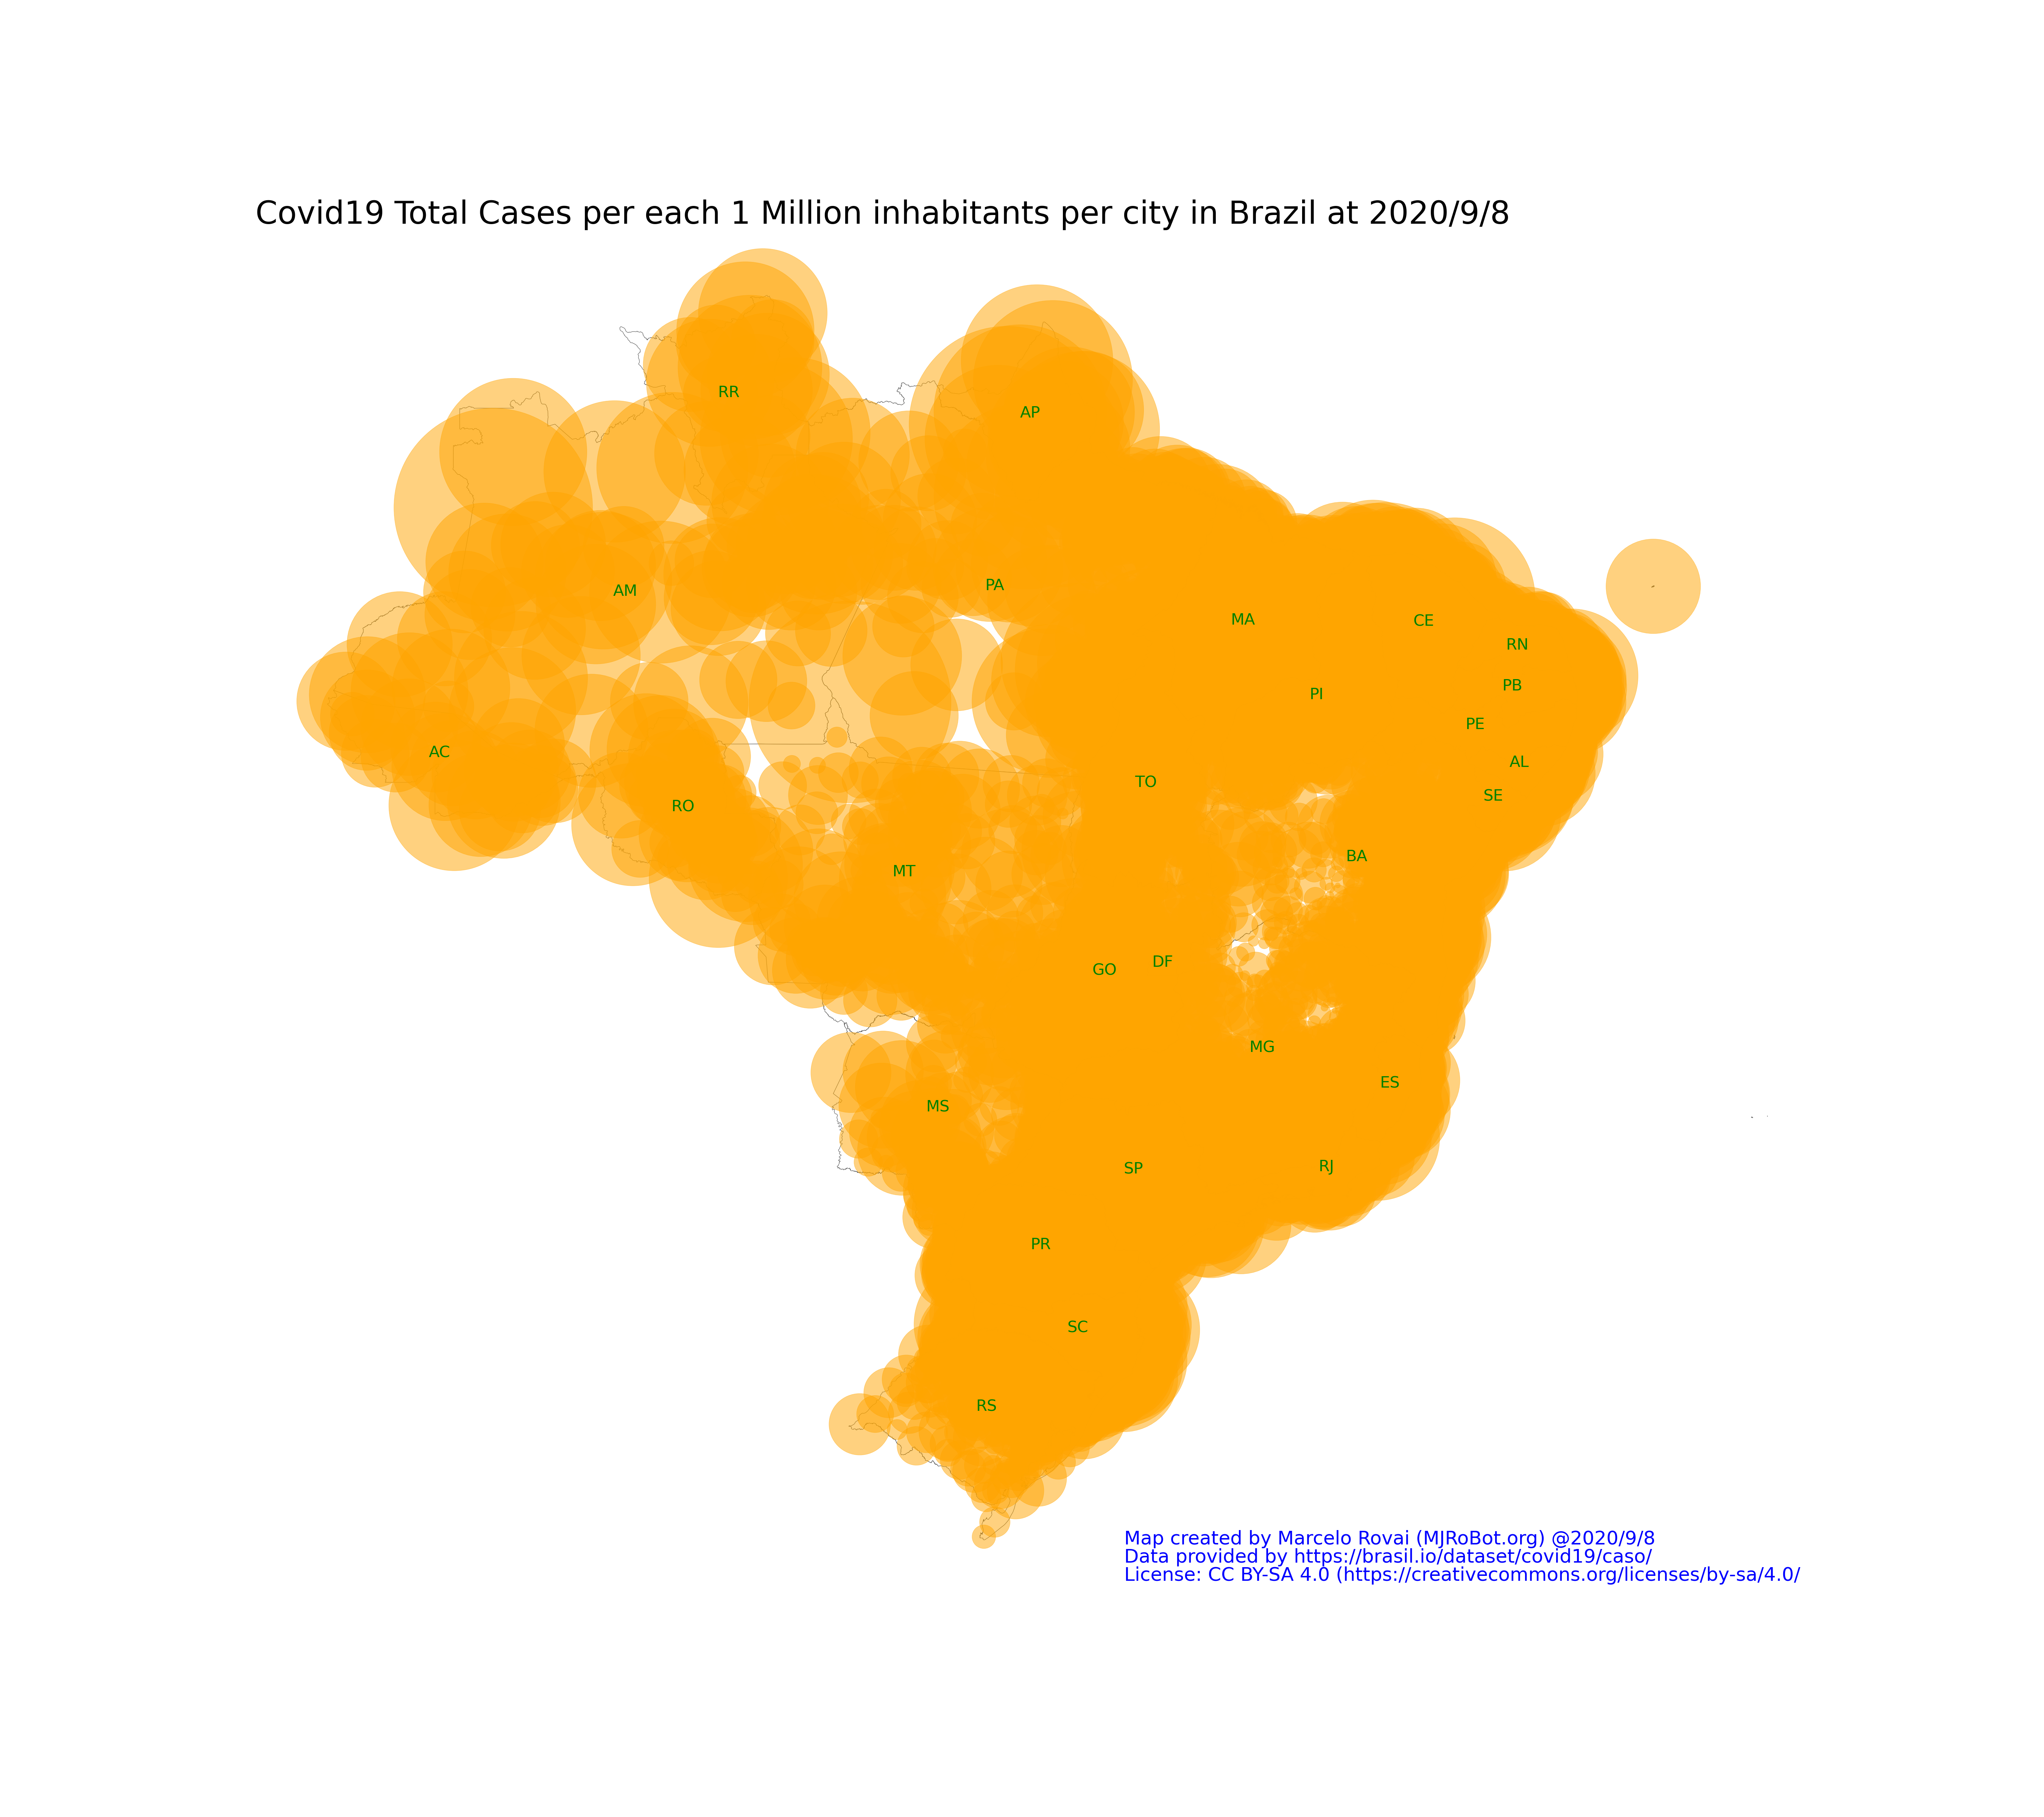 Covid19 Total Cases per each 1 Million inhabitants per city in Brazil at 2020/9/8
RR
AP
PA
AM
MA
CE
RN
PB
PI
PE
AC
AL
TO
SE
RO
BA
MT
DF
GO
MG
ES
MS
RJ
SP
PR
SC
RS
Map created by Marcelo Rovai (MJRoBot.org) @2020/9/8
Data provided by https://brasil.io/dataset/covid19/caso/
License: CC BY-SA 4.0 (https://creativecommons.org/licenses/by-sa/4.0/